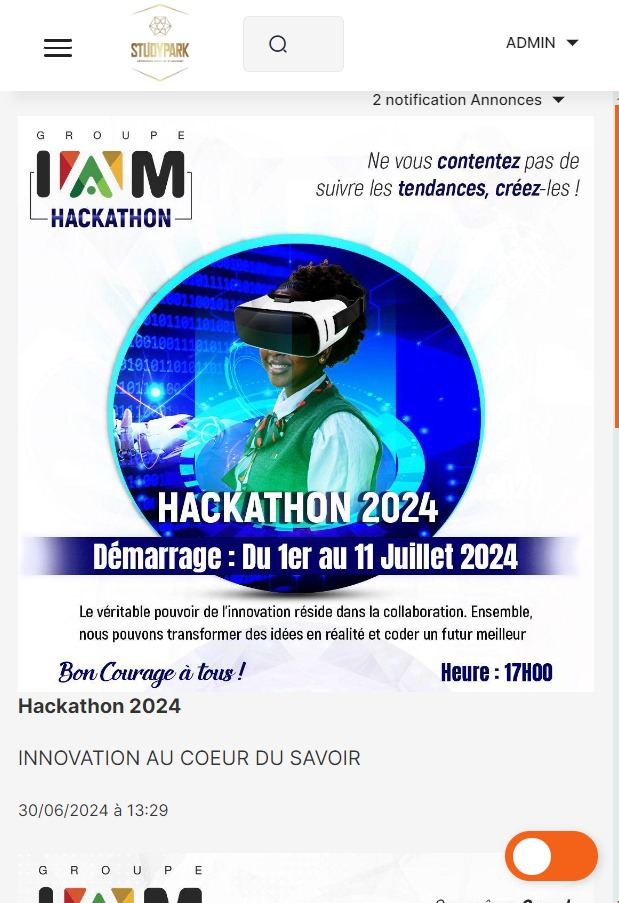 STUDYPARK
ADMIN
2 notification Annonces
GROUPE
IAM
HACKATHON
Ne vous contentez pas de
suivre les tendances, créez-les !
HACKATHON 2024
Démarrage : Du 1er au 11 Juillet 2024
Le véritable pouvoir de l'innovation réside dans la collaboration. Ensemble,
nous pouvons transformer des idées en réalité et coder un futur meilleur
Bon Courage à tous !
Heure : 17H00
Hackathon 2024
INNOVATION AU COEUR DU SAVOIR
30/06/2024 à 13:29
GROUPE
IAM